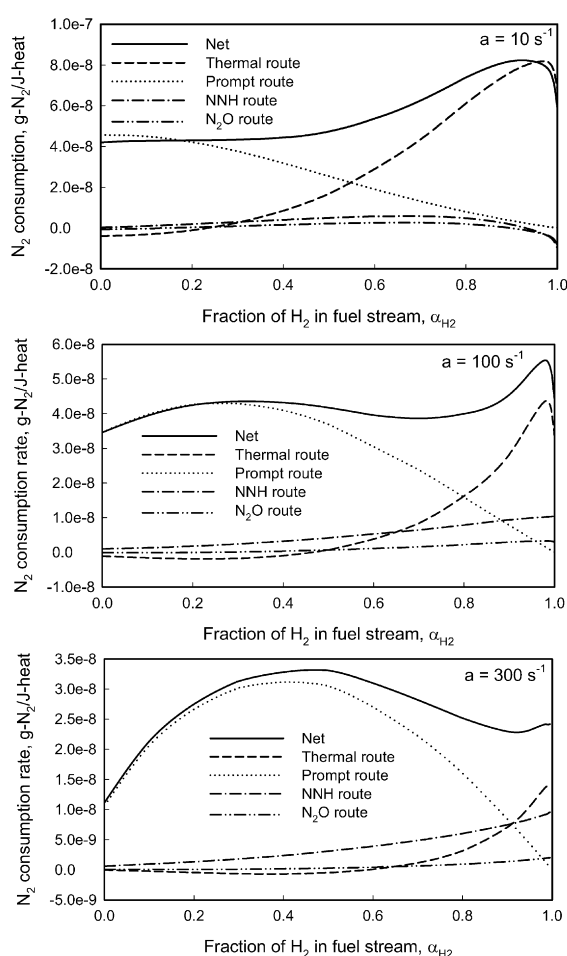 1.0e-7
8.0e-8
6.0e-8
4.0e-8
2.0e-8
0.0
-2.0e-8
N₂ consumption, g-N₂/J-heat
Net
Thermal route
Prompt route
NNH route
N₂O route
a = 10 s⁻¹
0.0 0.2 0.4 0.6 0.8 1.0
Fraction of H₂ in fuel stream, α_H2
6.0e-8
5.0e-8
4.0e-8
3.0e-8
2.0e-8
1.0e-8
0.0
-1.0e-8
N₂ consumption rate, g-N₂/J-heat
a = 100 s⁻¹
Net
Thermal route
Prompt route
NNH route
N₂O route
0.0 0.2 0.4 0.6 0.8 1.0
Fraction of H₂ in fuel stream, α_H2
3.5e-8
3.0e-8
2.5e-8
2.0e-8
1.5e-8
1.0e-8
5.0e-9
0.0
-5.0e-9
N₂ consumption rate, g-N₂/J-heat
a = 300 s⁻¹
Net
Thermal route
Prompt route
NNH route
N₂O route
0.0 0.2 0.4 0.6 0.8 1.0
Fraction of H₂ in fuel stream, α_H2